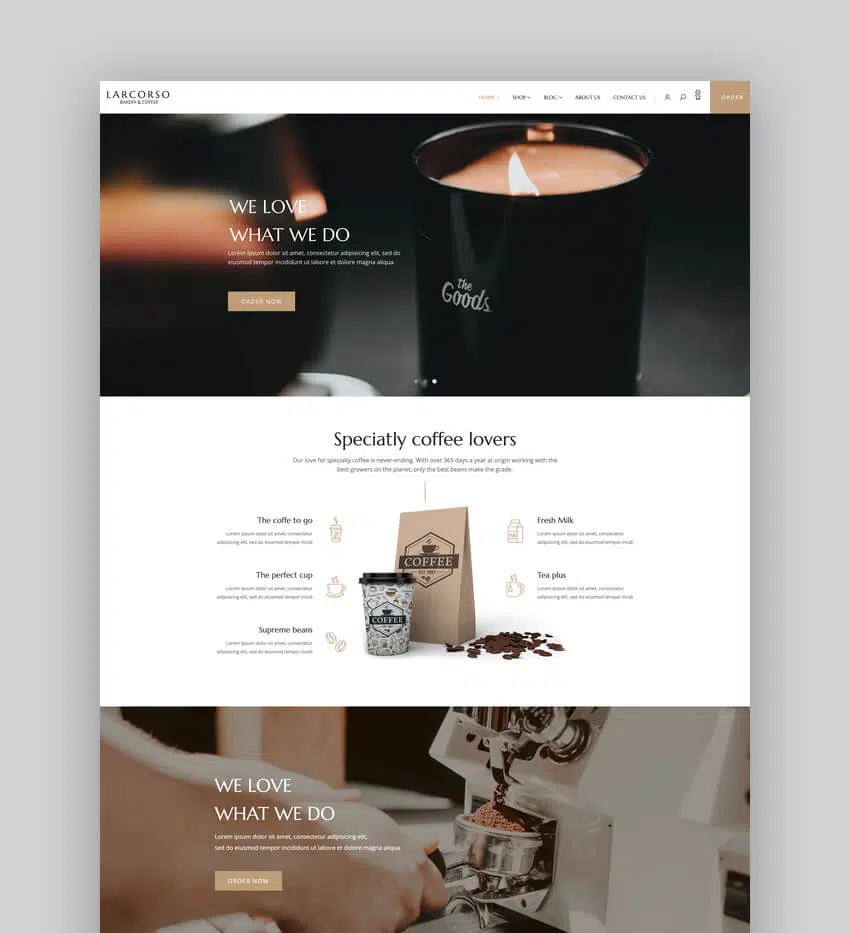 LARCORSO
BAKERY & COFFEE
HOME SHOP BLOG ABOUT US CONTACT US ORDER
WE LOVE
WHAT WE DO
Lorem ipsum dolor sit amet, consectetur adipisicing elit, sed do
eiusmod tempor incididunt ut labore et dolore magna aliqua.
ORDER NOW
the
Goods.
Speciatly coffee lovers
Our love for specialty coffee is never-ending. With over 365 days a year at origin working with the
best growers on the planet, only the best beans make the grade.
The coffe to go
Lorem ipsum dolor sit amet, consectetur
adipisicing elit, sed do eiusmod tempor incidi
The perfect cup
Lorem ipsum dolor sit amet, consectetur
adipisicing elit, sed do eiusmod tempor incidi
Supreme beans
Lorem ipsum dolor sit amet, consectetur
adipisicing elit, sed do eiusmod tempor incidi
COFFEE
COFFEE
Fresh Milk
Lorem ipsum dolor sit amet, consectetur
adipisicing elit, sed do eiusmod tempor incidi
Tea plus
Lorem ipsum dolor sit amet, consectetur
adipisicing elit, sed do eiusmod tempor incidi
WE LOVE
WHAT WE DO
Lorem ipsum dolor sit amet, consectetur adipisicing elit,
sed do eiusmod tempor incididunt ut labore et dolore magna aliqua.
ORDER NOW